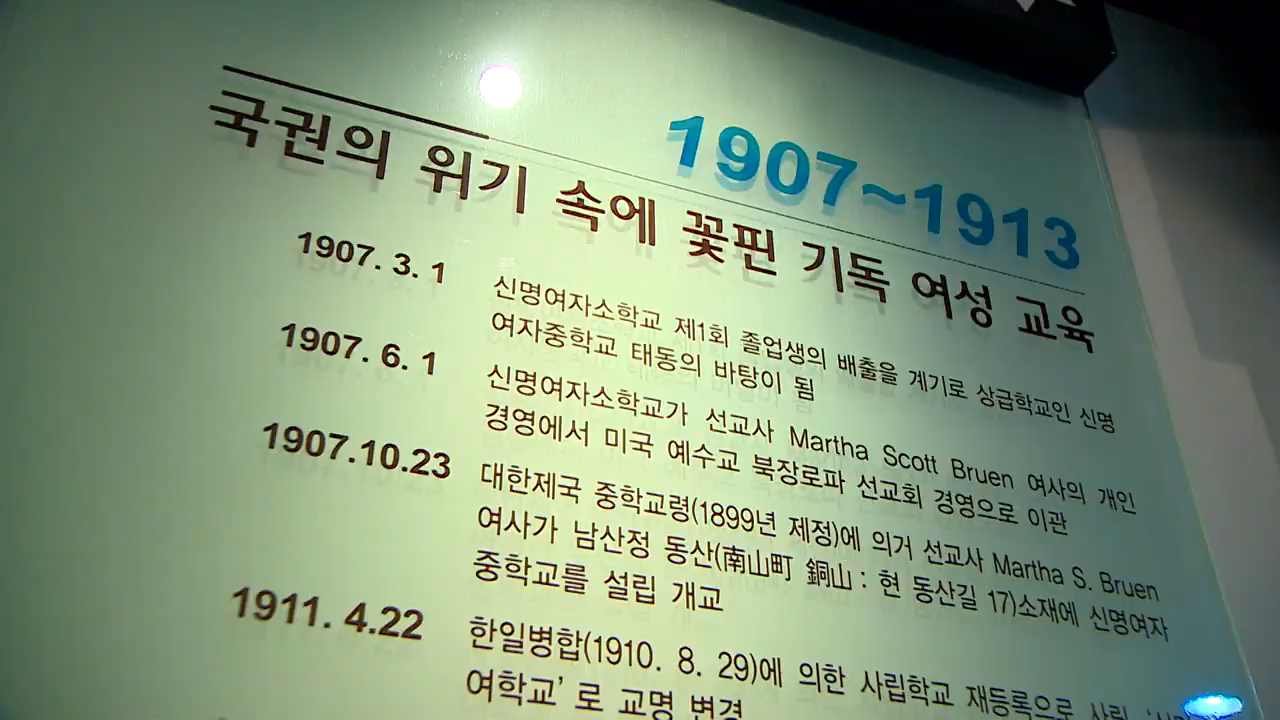 1907~1913
국권의 위기 속에 꽃핀 기독 여성 교육
1907. 3. 1
신명여자소학교 제1회 졸업생의 배출을 계기로 상급학교인 신명
여자중학교 태동의 바탕이 됨
1907. 6. 1
신명여자소학교가 선교사 Martha Scott Bruen 여사의 개인
경영에서 미국 예수교 북장로파 선교회 경영으로 이관
1907.10.23
대한제국 중학교령(1899년 제정)에 의거 선교사 Martha S. Bruen
여사가 남산정 동산(南山町 銅山 : 현 동산길 17)소재에 신명여자
중학교를 설립 개교
1911. 4.22
한일병합(1910. 8. 29)에 의한 사립학교 재등록으로 사립
여학교’ 로 교명 변경